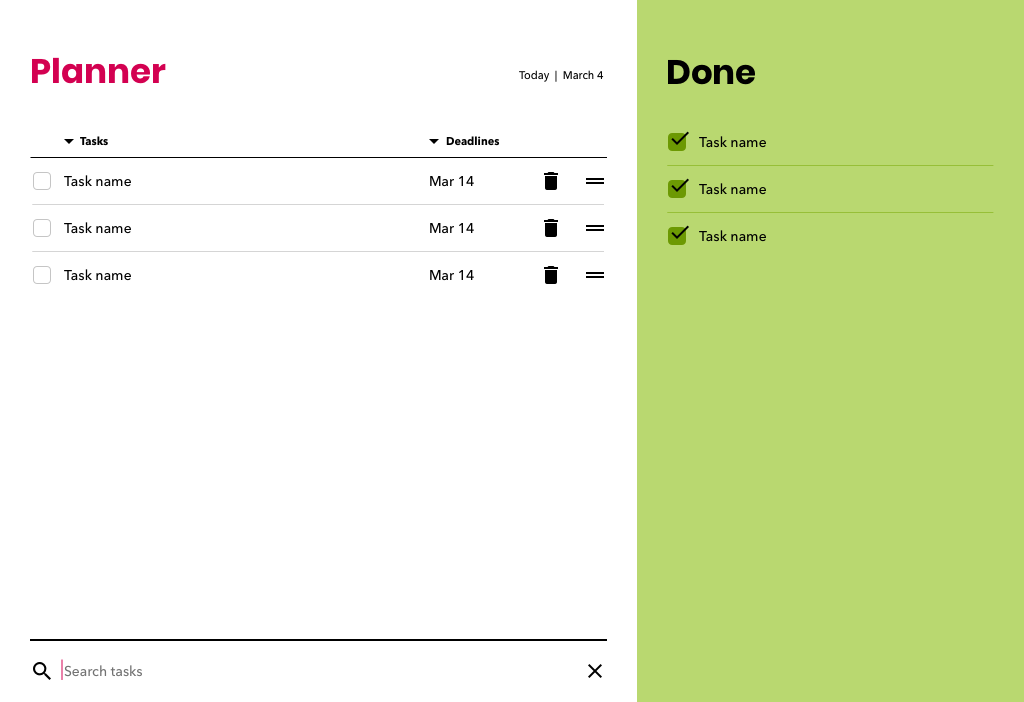 Planner
Today | March 4
Tasks Deadlines
Task name Mar 14
Task name Mar 14
Task name Mar 14
Search tasks
Done
Task name
Task name
Task name